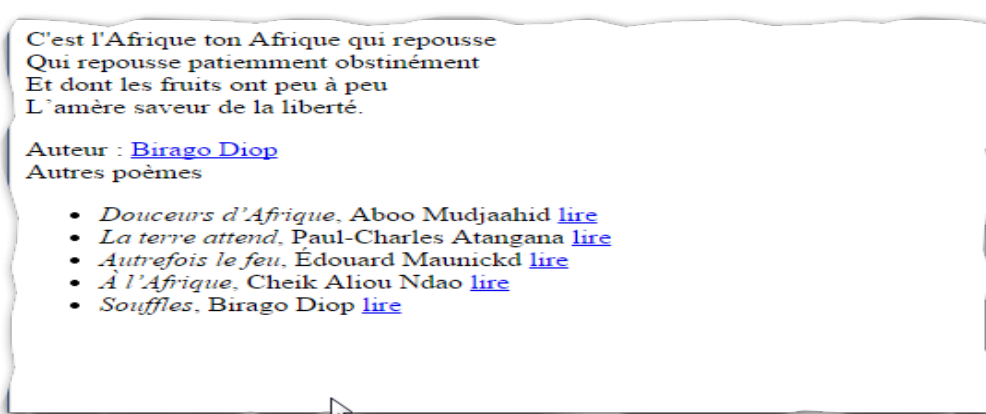 C'est l'Afrique ton Afrique qui repousse
Qui repousse patiemment obstinément
Et dont les fruits ont peu à peu
L'amère saveur de la liberté.
Auteur : Birago Diop
Autres poèmes
• Douceurs d’Afrique, Aboo Mudjaahid lire
• La terre attend, Paul-Charles Atangana lire
• Autrefois le feu, Édouard Maunickd lire
• À l’Afrique, Cheik Aliou Ndao lire
• Souffles, Birago Diop lire